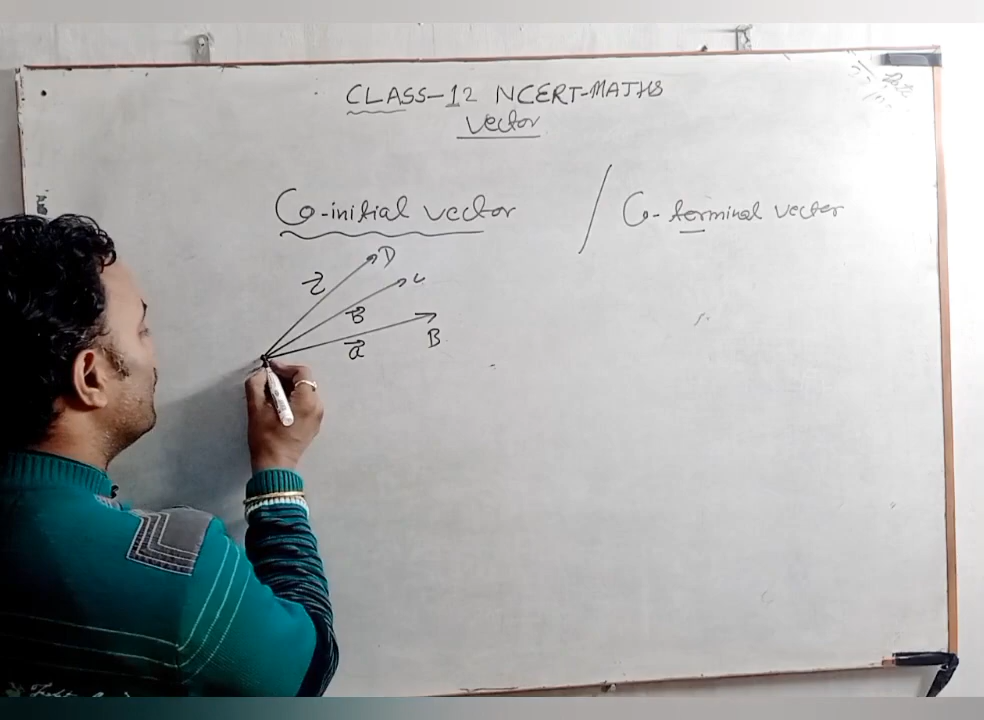 CLASS-12 NCERT-MATHS
Vector
Co-initial vector / Co-terminal vector
D
C
B